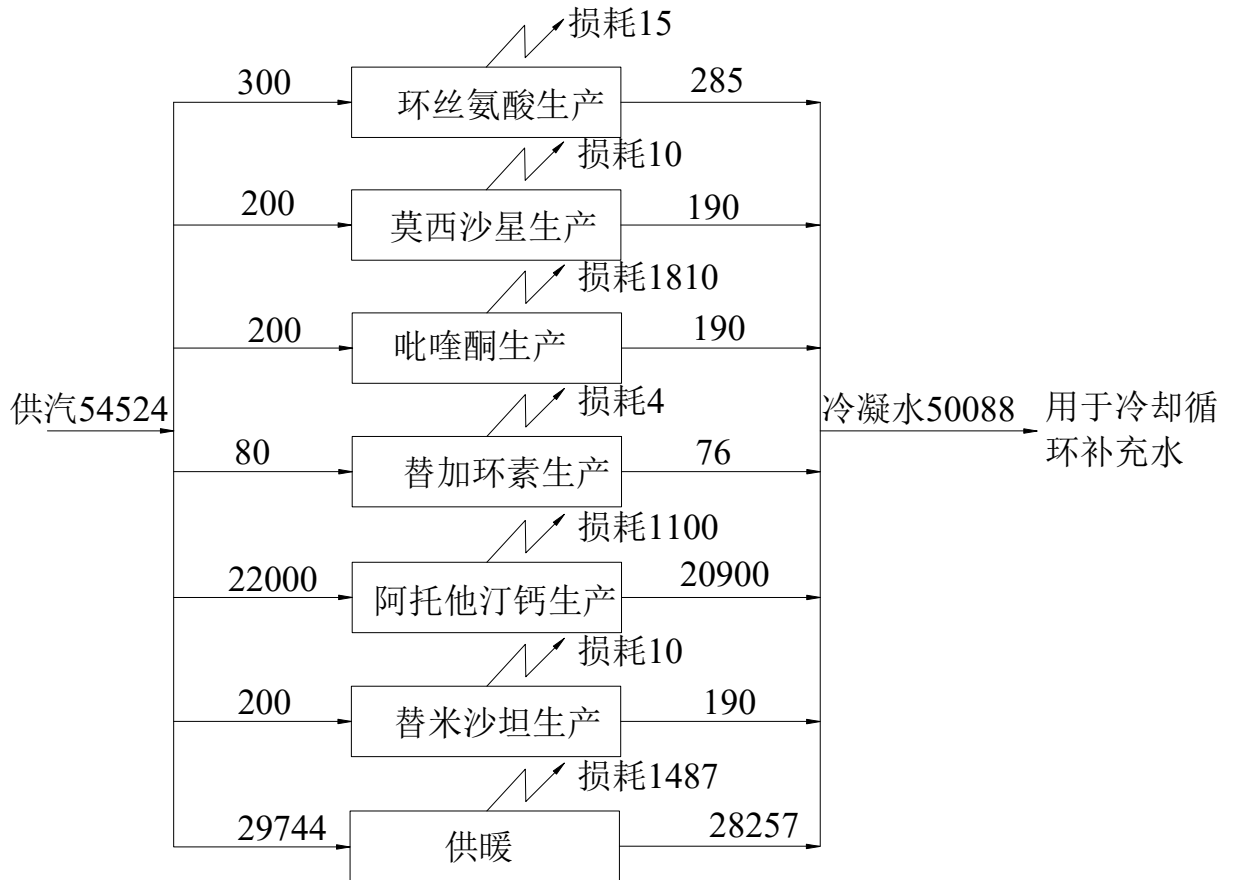 损耗15
300
环丝氨酸生产
285
损耗10
200
莫西沙星生产
190
损耗1810
200
吡喹酮生产
190
损耗4
供汽54524
80
替加环素生产
76
冷凝水50088
用于冷却循
环补充水
损耗1100
22000
阿托他汀钙生产
20900
损耗10
200
替米沙坦生产
190
损耗1487
29744
供暖
28257